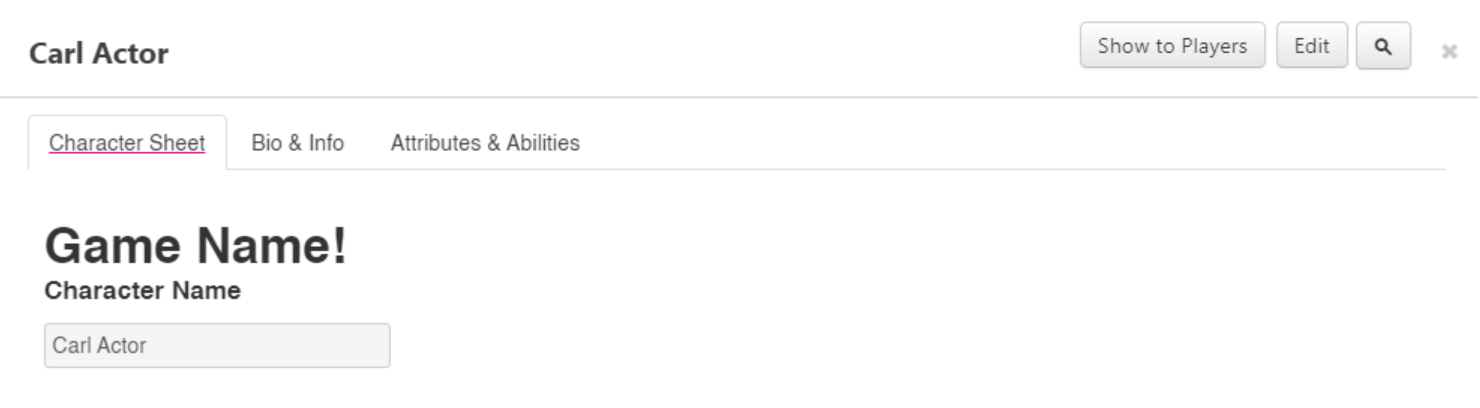 Carl Actor
Show to Players
Edit
Character Sheet
Bio & Info
Attributes & Abilities
Game Name!
Character Name
Carl Actor